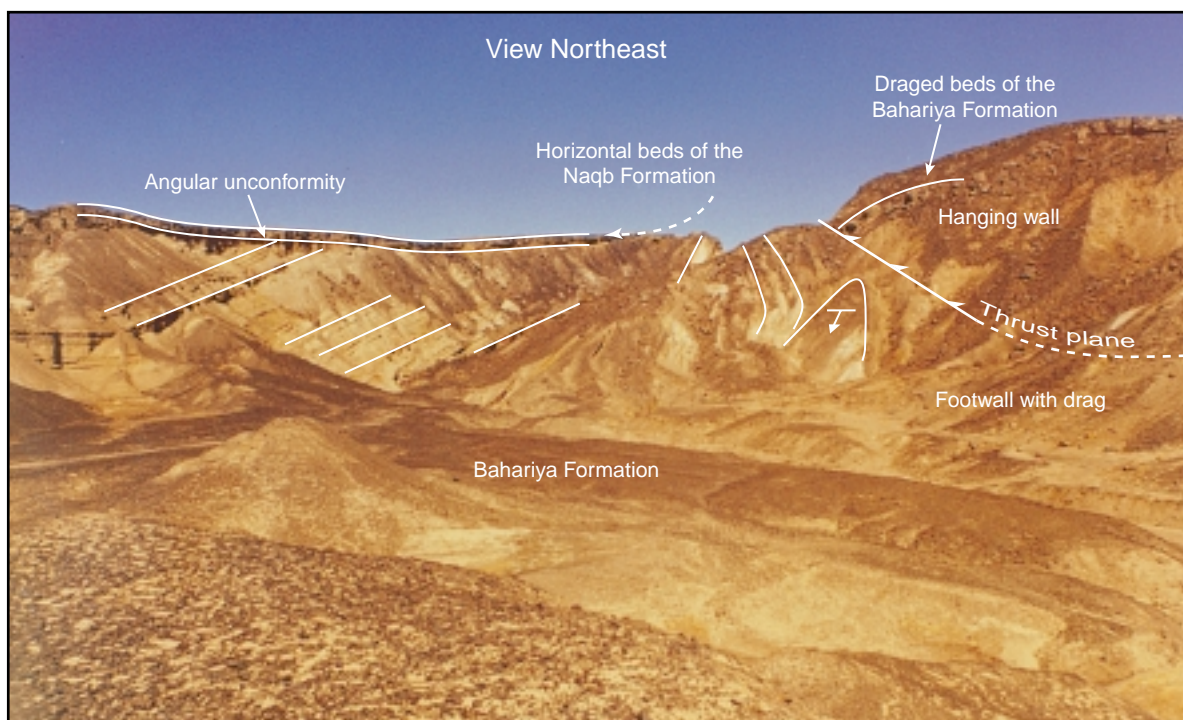 View Northeast
Draged beds of the
Bahariya Formation
Horizontal beds of the
Naqb Formation
Angular unconformity
Hanging wall
Thrust plane
Footwall with drag
Bahariya Formation